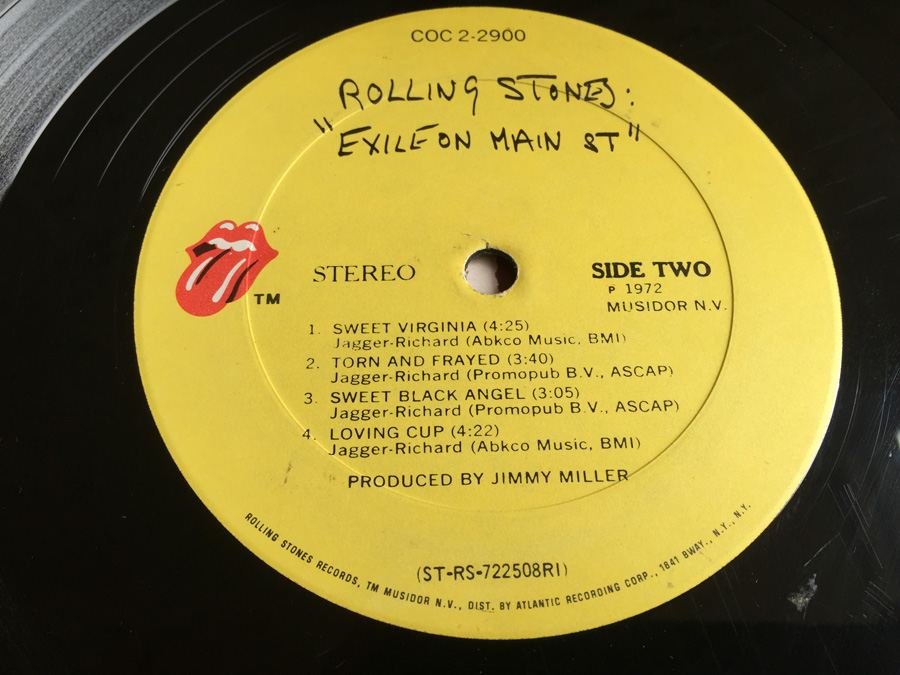 COC 2-2900
ROLLING STONES:
"EXILE ON MAIN ST"
TM
STEREO
SIDE TWO
P 1972
MUSIDOR N.V.
1. SWEET VIRGINIA (4:25)
Jagger-Richard (Abkco Music, BMI)
2. TORN AND FRAYED (3:40)
Jagger-Richard (Promopub B.V., ASCAP)
3. SWEET BLACK ANGEL (3:05)
Jagger-Richard (Promopub B.V., ASCAP)
4. LOVING CUP (4:22)
Jagger-Richard (Abkco Music, BMI)
PRODUCED BY JIMMY MILLER
(ST-RS-722508RI)
ROLLING STONES RECORDS, TM MUSIDOR N.V., DIST. BY ATLANTIC RECORDING CORP., 1841 BWAY., N.Y., N.Y.